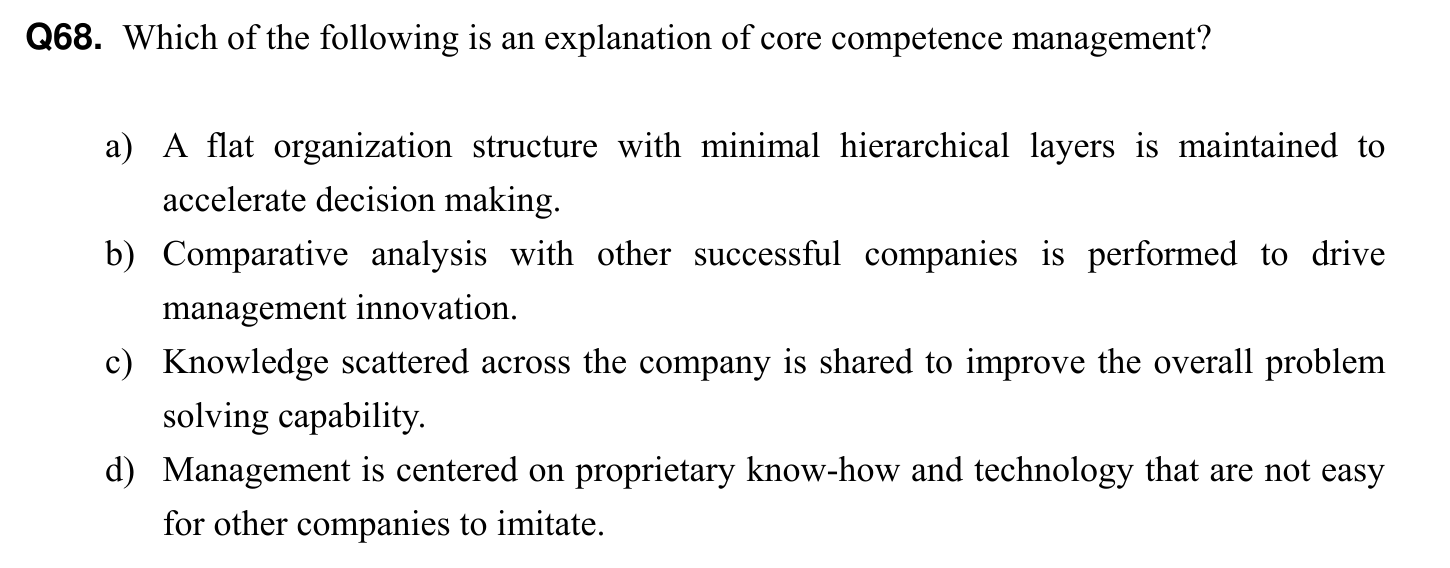 Q68. Which of the following is an explanation of core competence management?
a) A flat organization structure with minimal hierarchical layers is maintained to
accelerate decision making.
b) Comparative analysis with other successful companies is performed to drive
management innovation.
c) Knowledge scattered across the company is shared to improve the overall problem
solving capability.
d) Management is centered on proprietary know-how and technology that are not easy
for other companies to imitate.